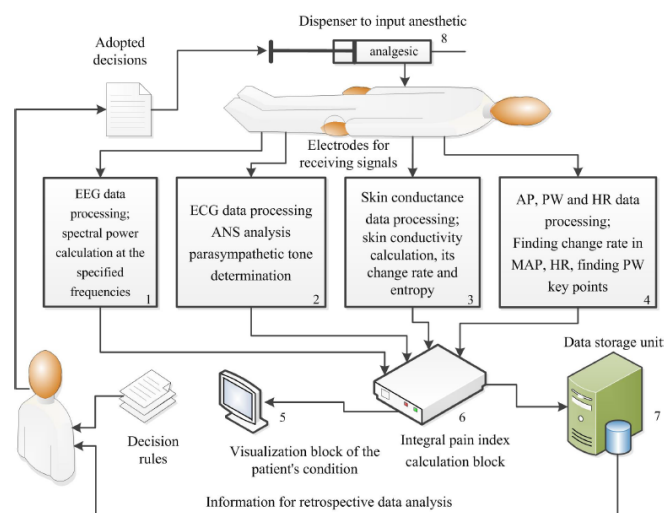 Dispenser to input anesthetic
8
analgesic
Adopted
decisions
Electrodes for
receiving signals
EEG data
processing;
spectral power
calculation at the
specified
frequencies
1
ECG data processing
ANS analysis
parasympathetic tone
determination
2
Skin conductance
data processing;
skin conductivity
calculation, its
change rate and
entropy
3
AP, PW and HR data
processing;
Finding change rate in
MAP, HR, finding PW
key points
4
Data storage unit
7
Decision
rules
5
Visualization block of the
patient's condition
6
Integral pain index
calculation block
Information for retrospective data analysis